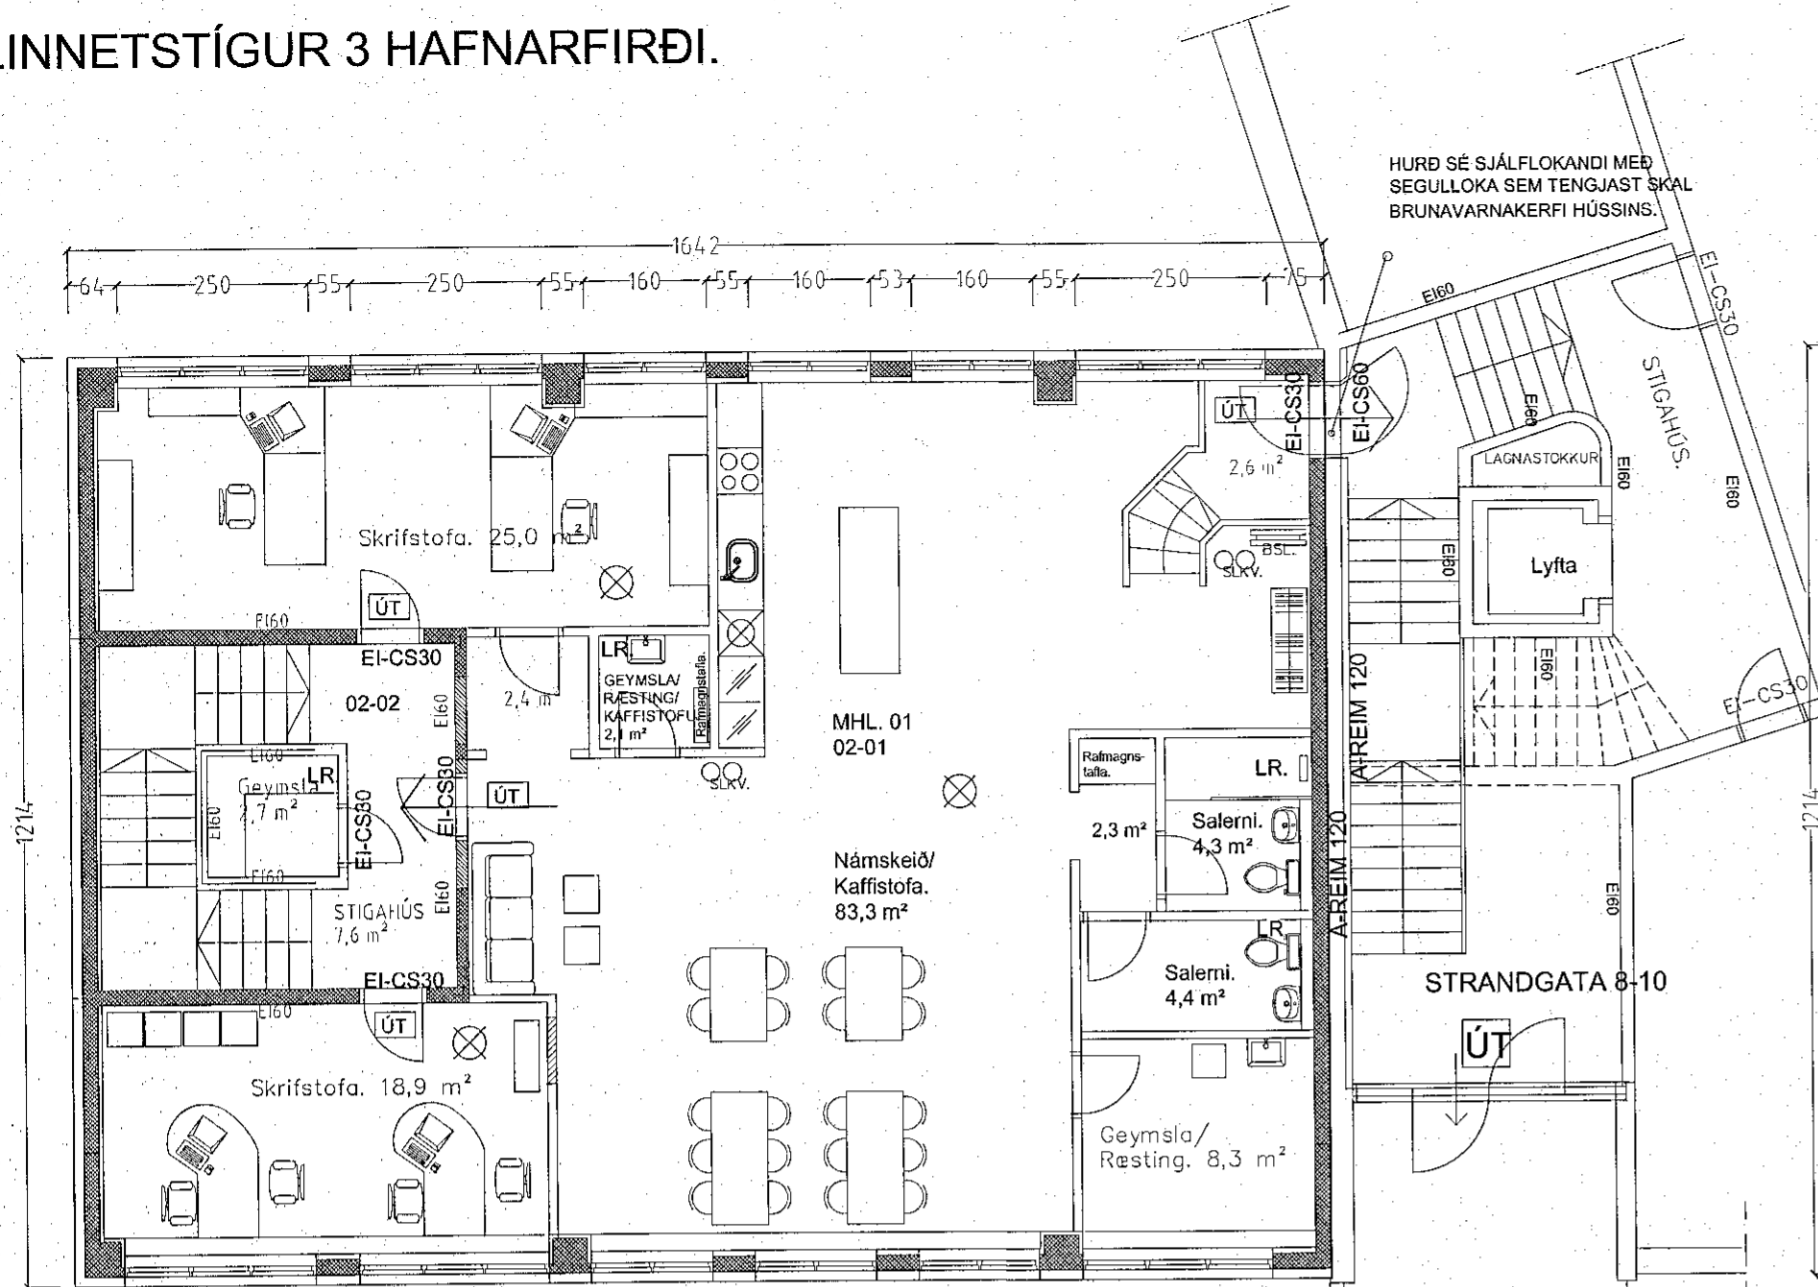 LINNETSTÍGUR 3 HAFNARFIRÐI.
HURÐ SÉ SJÁLFLOKANDI MEÐ
SEGULLOKA SEM TENGJAST SKAL
BRUNAVARNAKERFI HÚSSINS.
1642
64 250 55 250 55 160 55 160 53 160 55 250 75
EI60
EI-CS30
STIGAHÚS.
EI60
EI60
EI60
LAGNASTOKKUR
Lyfta
EI60
EI60
EI-CS30
ÚT
EI-CS30
EI-CS60
2,6 m²
BSL.
SLKV.
Skrifstofa. 25,0 m²
ÚT
EI60
EI-CS30
02-02
EI60
2,4 m
LR.
GEYMSLA/
RÆSTING/
KAFFISTOFU
2,1 m²
Rafmagnstafla.
SLKV.
MHL. 01
02-01
1214
EI60
LR.
Geymsla
2,7 m²
EI60
EI-CS30
EI-CS30
EI60
ÚT
STIGAHÚS
7,6 m²
EI60
EI-CS30
EI60
ÚT
Skrifstofa. 18,9 m²
Námskeið/
Kaffistofa.
83,3 m²
Rafmagns-
tafla.
LR.
2,3 m²
Salerni.
4,3 m²
LR
Salerni.
4,4 m²
Geymsla/
Ræsting. 8,3 m²
A-REIM 120
A-REIM 120
EI60
STRANDGATA 8-10
ÚT
1214